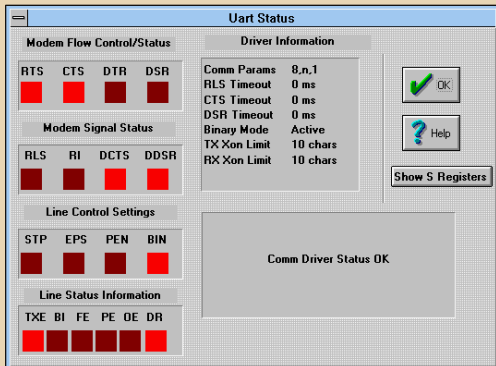 Uart Status
Modem Flow Control/Status
RTS CTS DTR DSR
Modem Signal Status
RLS RI DCTS DDSR
Line Control Settings
STP EPS PEN BIN
Line Status Information
TXE BI FE PE OE DR
Driver Information
Comm Params 8,n,1
RLS Timeout 0 ms
CTS Timeout 0 ms
DSR Timeout 0 ms
Binary Mode Active
TX Xon Limit 10 chars
RX Xon Limit 10 chars
Comm Driver Status OK
OK
Help
Show S Registers